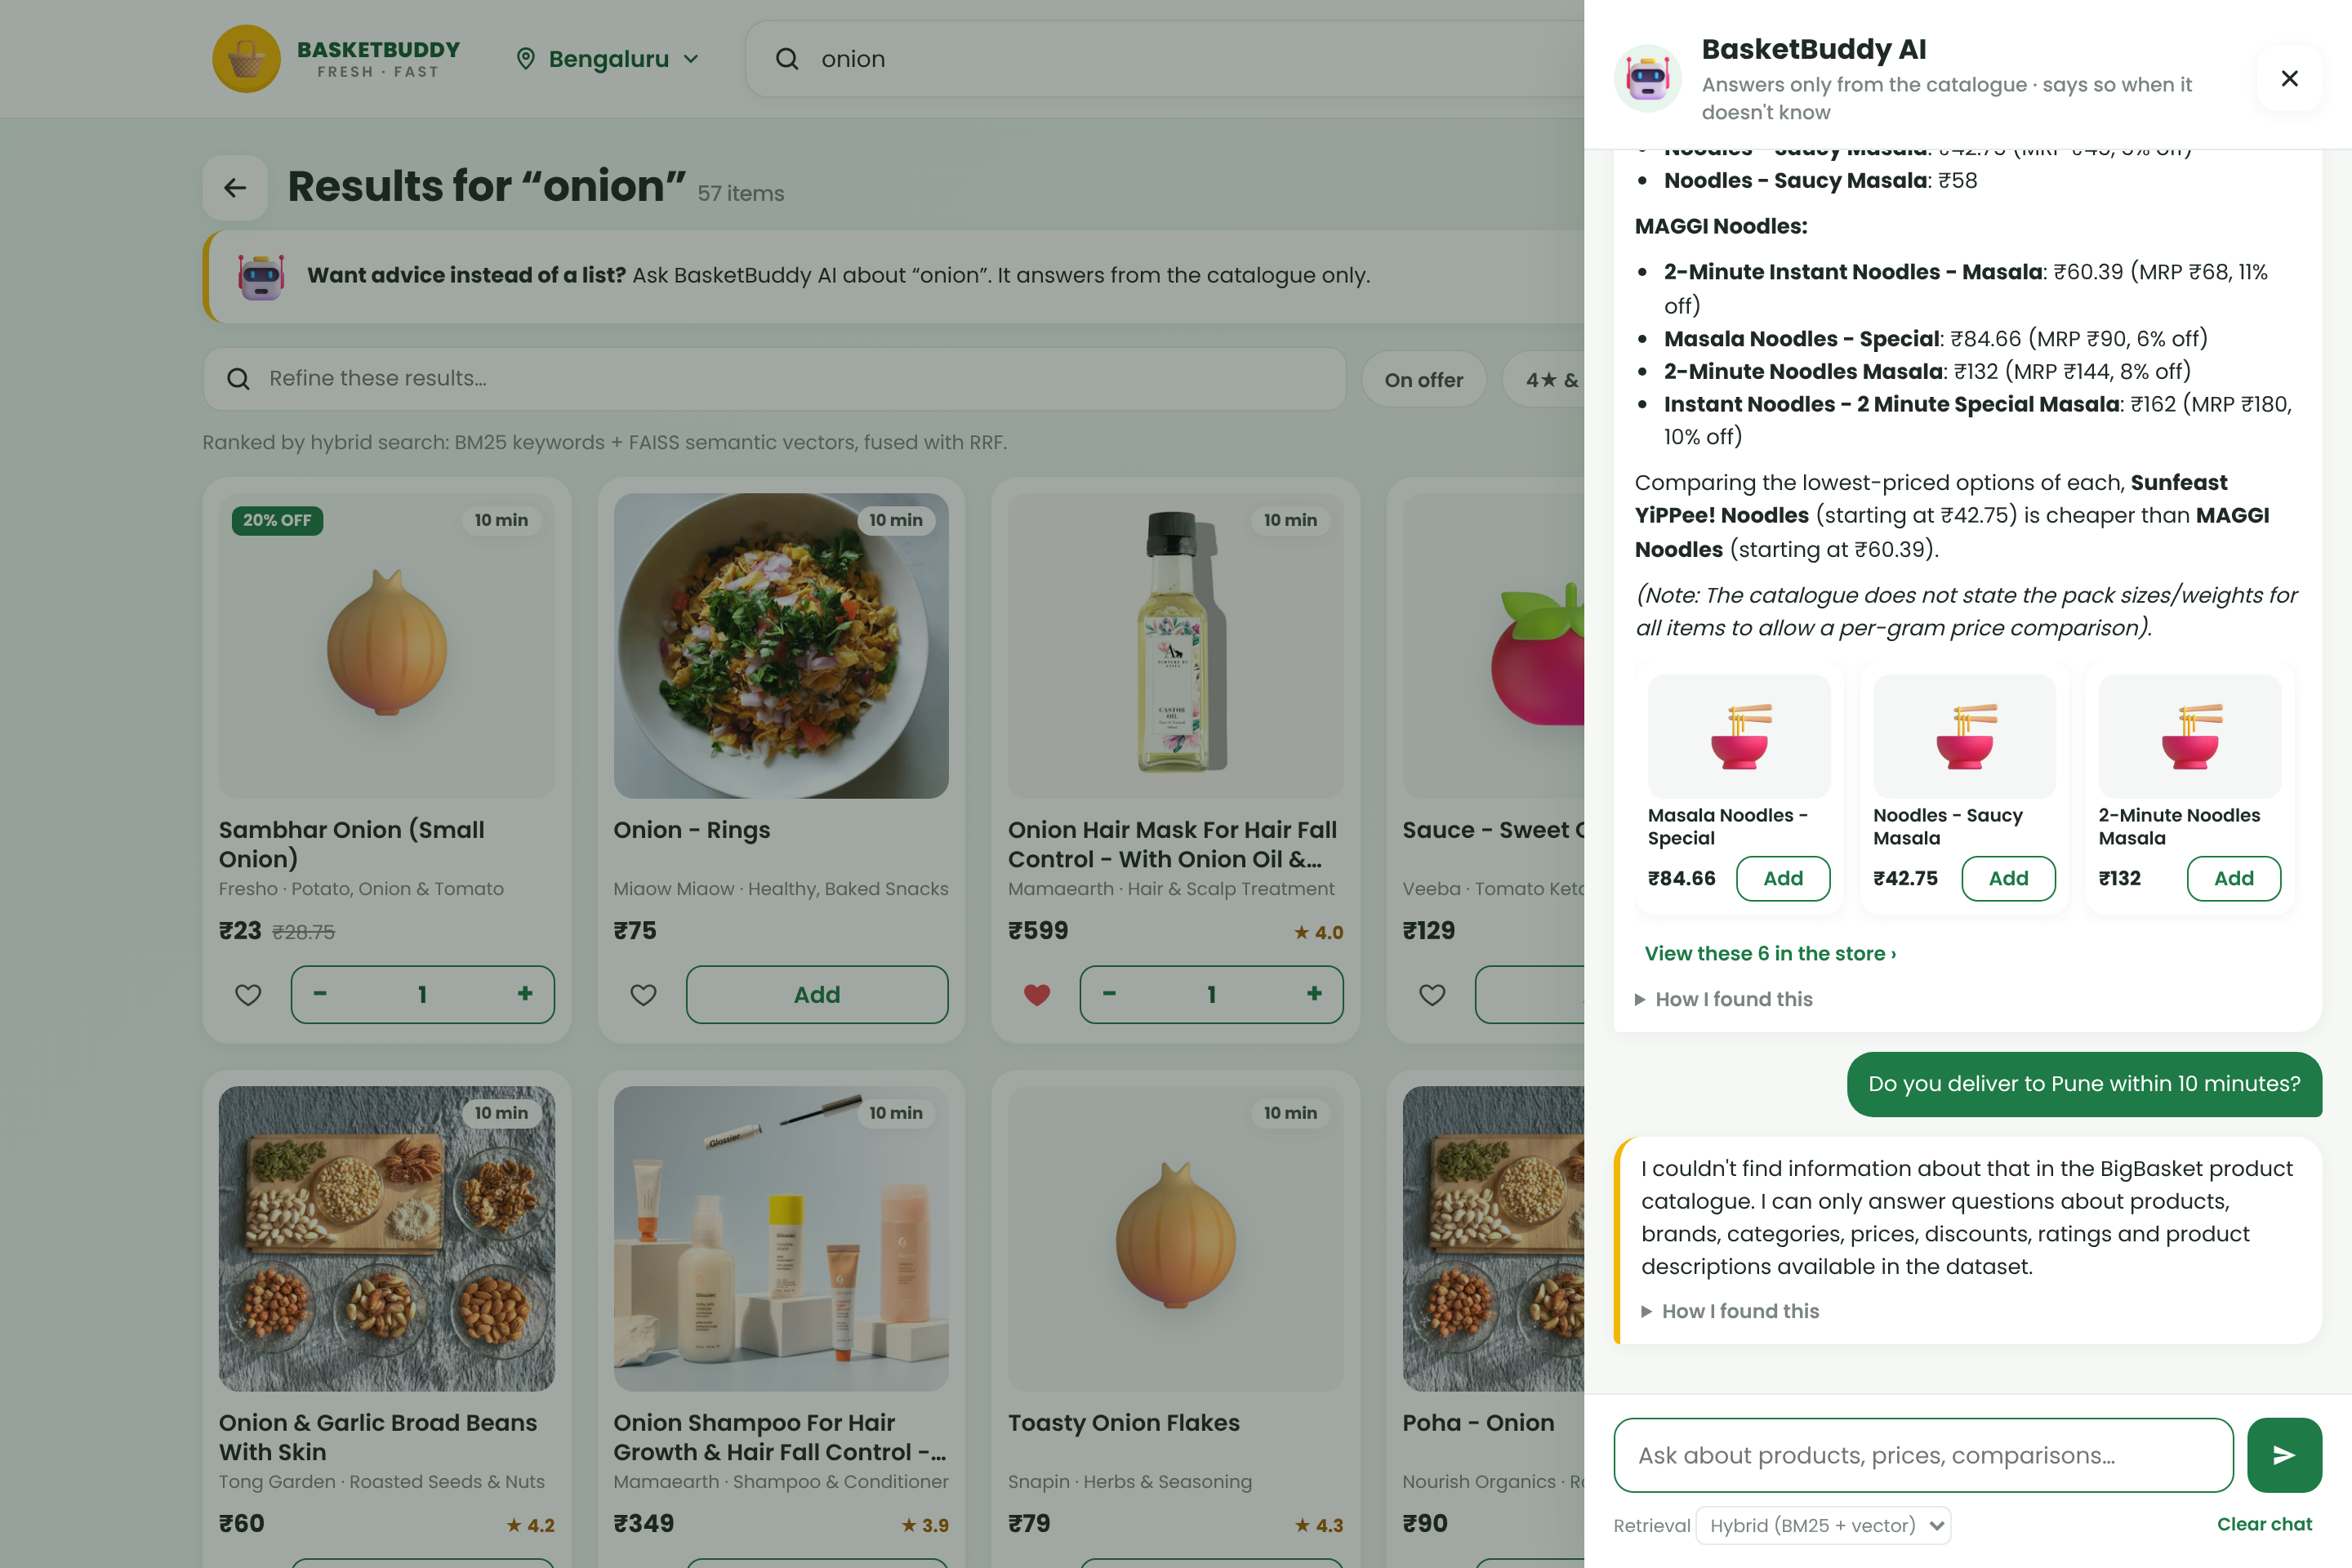 BASKETBUDDY
FRESH · FAST
Bengaluru
onion
Results for “onion” 57 items
Want advice instead of a list? Ask BasketBuddy AI about “onion”. It answers from the catalogue only.
Refine these results...
On offer
4★ &
Ranked by hybrid search: BM25 keywords + FAISS semantic vectors, fused with RRF.
20% OFF
10 min
Sambhar Onion (Small
Onion)
Fresho · Potato, Onion & Tomato
₹23 ₹28.75
− 1 +
10 min
Onion - Rings
Miaow Miaow · Healthy, Baked Snacks
₹75
Add
10 min
CASTOR
OIL
Onion Hair Mask For Hair Fall
Control - With Onion Oil &...
Mamaearth · Hair & Scalp Treatment
₹599
★ 4.0
− 1 +
Sauce - Sweet
Veeba · Tomato
₹129
10 min
Onion & Garlic Broad Beans
With Skin
Tong Garden · Roasted Seeds & Nuts
₹60
★ 4.2
10 min
Glossier.
Onion Shampoo For Hair
Growth & Hair Fall Control -...
Mamaearth · Shampoo & Conditioner
₹349
★ 3.9
10 min
Toasty Onion Flakes
Snapin · Herbs & Seasoning
₹79
★ 4.3
Poha - Onion
Nourish Organics ·
₹90
BasketBuddy AI
Answers only from the catalogue · says so when it
doesn't know
Noodles - Saucy Masala: ₹42.75 (MRP ₹45, 5% off)
Noodles - Saucy Masala: ₹58
MAGGI Noodles:
2-Minute Instant Noodles - Masala: ₹60.39 (MRP ₹68, 11%
off)
Masala Noodles - Special: ₹84.66 (MRP ₹90, 6% off)
2-Minute Noodles Masala: ₹132 (MRP ₹144, 8% off)
Instant Noodles - 2 Minute Special Masala: ₹162 (MRP ₹180,
10% off)
Comparing the lowest-priced options of each, Sunfeast
YiPPee! Noodles (starting at ₹42.75) is cheaper than MAGGI
Noodles (starting at ₹60.39).
(Note: The catalogue does not state the pack sizes/weights for
all items to allow a per-gram price comparison).
Masala Noodles -
Special
₹84.66
Add
Noodles - Saucy
Masala
₹42.75
Add
2-Minute Noodles
Masala
₹132
Add
View these 6 in the store ›
How I found this
Do you deliver to Pune within 10 minutes?
I couldn't find information about that in the BigBasket product
catalogue. I can only answer questions about products,
brands, categories, prices, discounts, ratings and product
descriptions available in the dataset.
How I found this
Ask about products, prices, comparisons...
Retrieval
Hybrid (BM25 + vector)
Clear chat